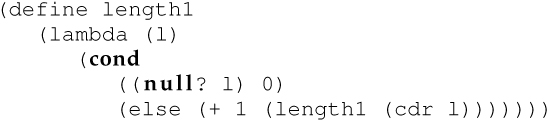 (define length1
(lambda (l)
(cond
((null? l) 0)
(else (+ 1 (length1 (cdr l)))))))